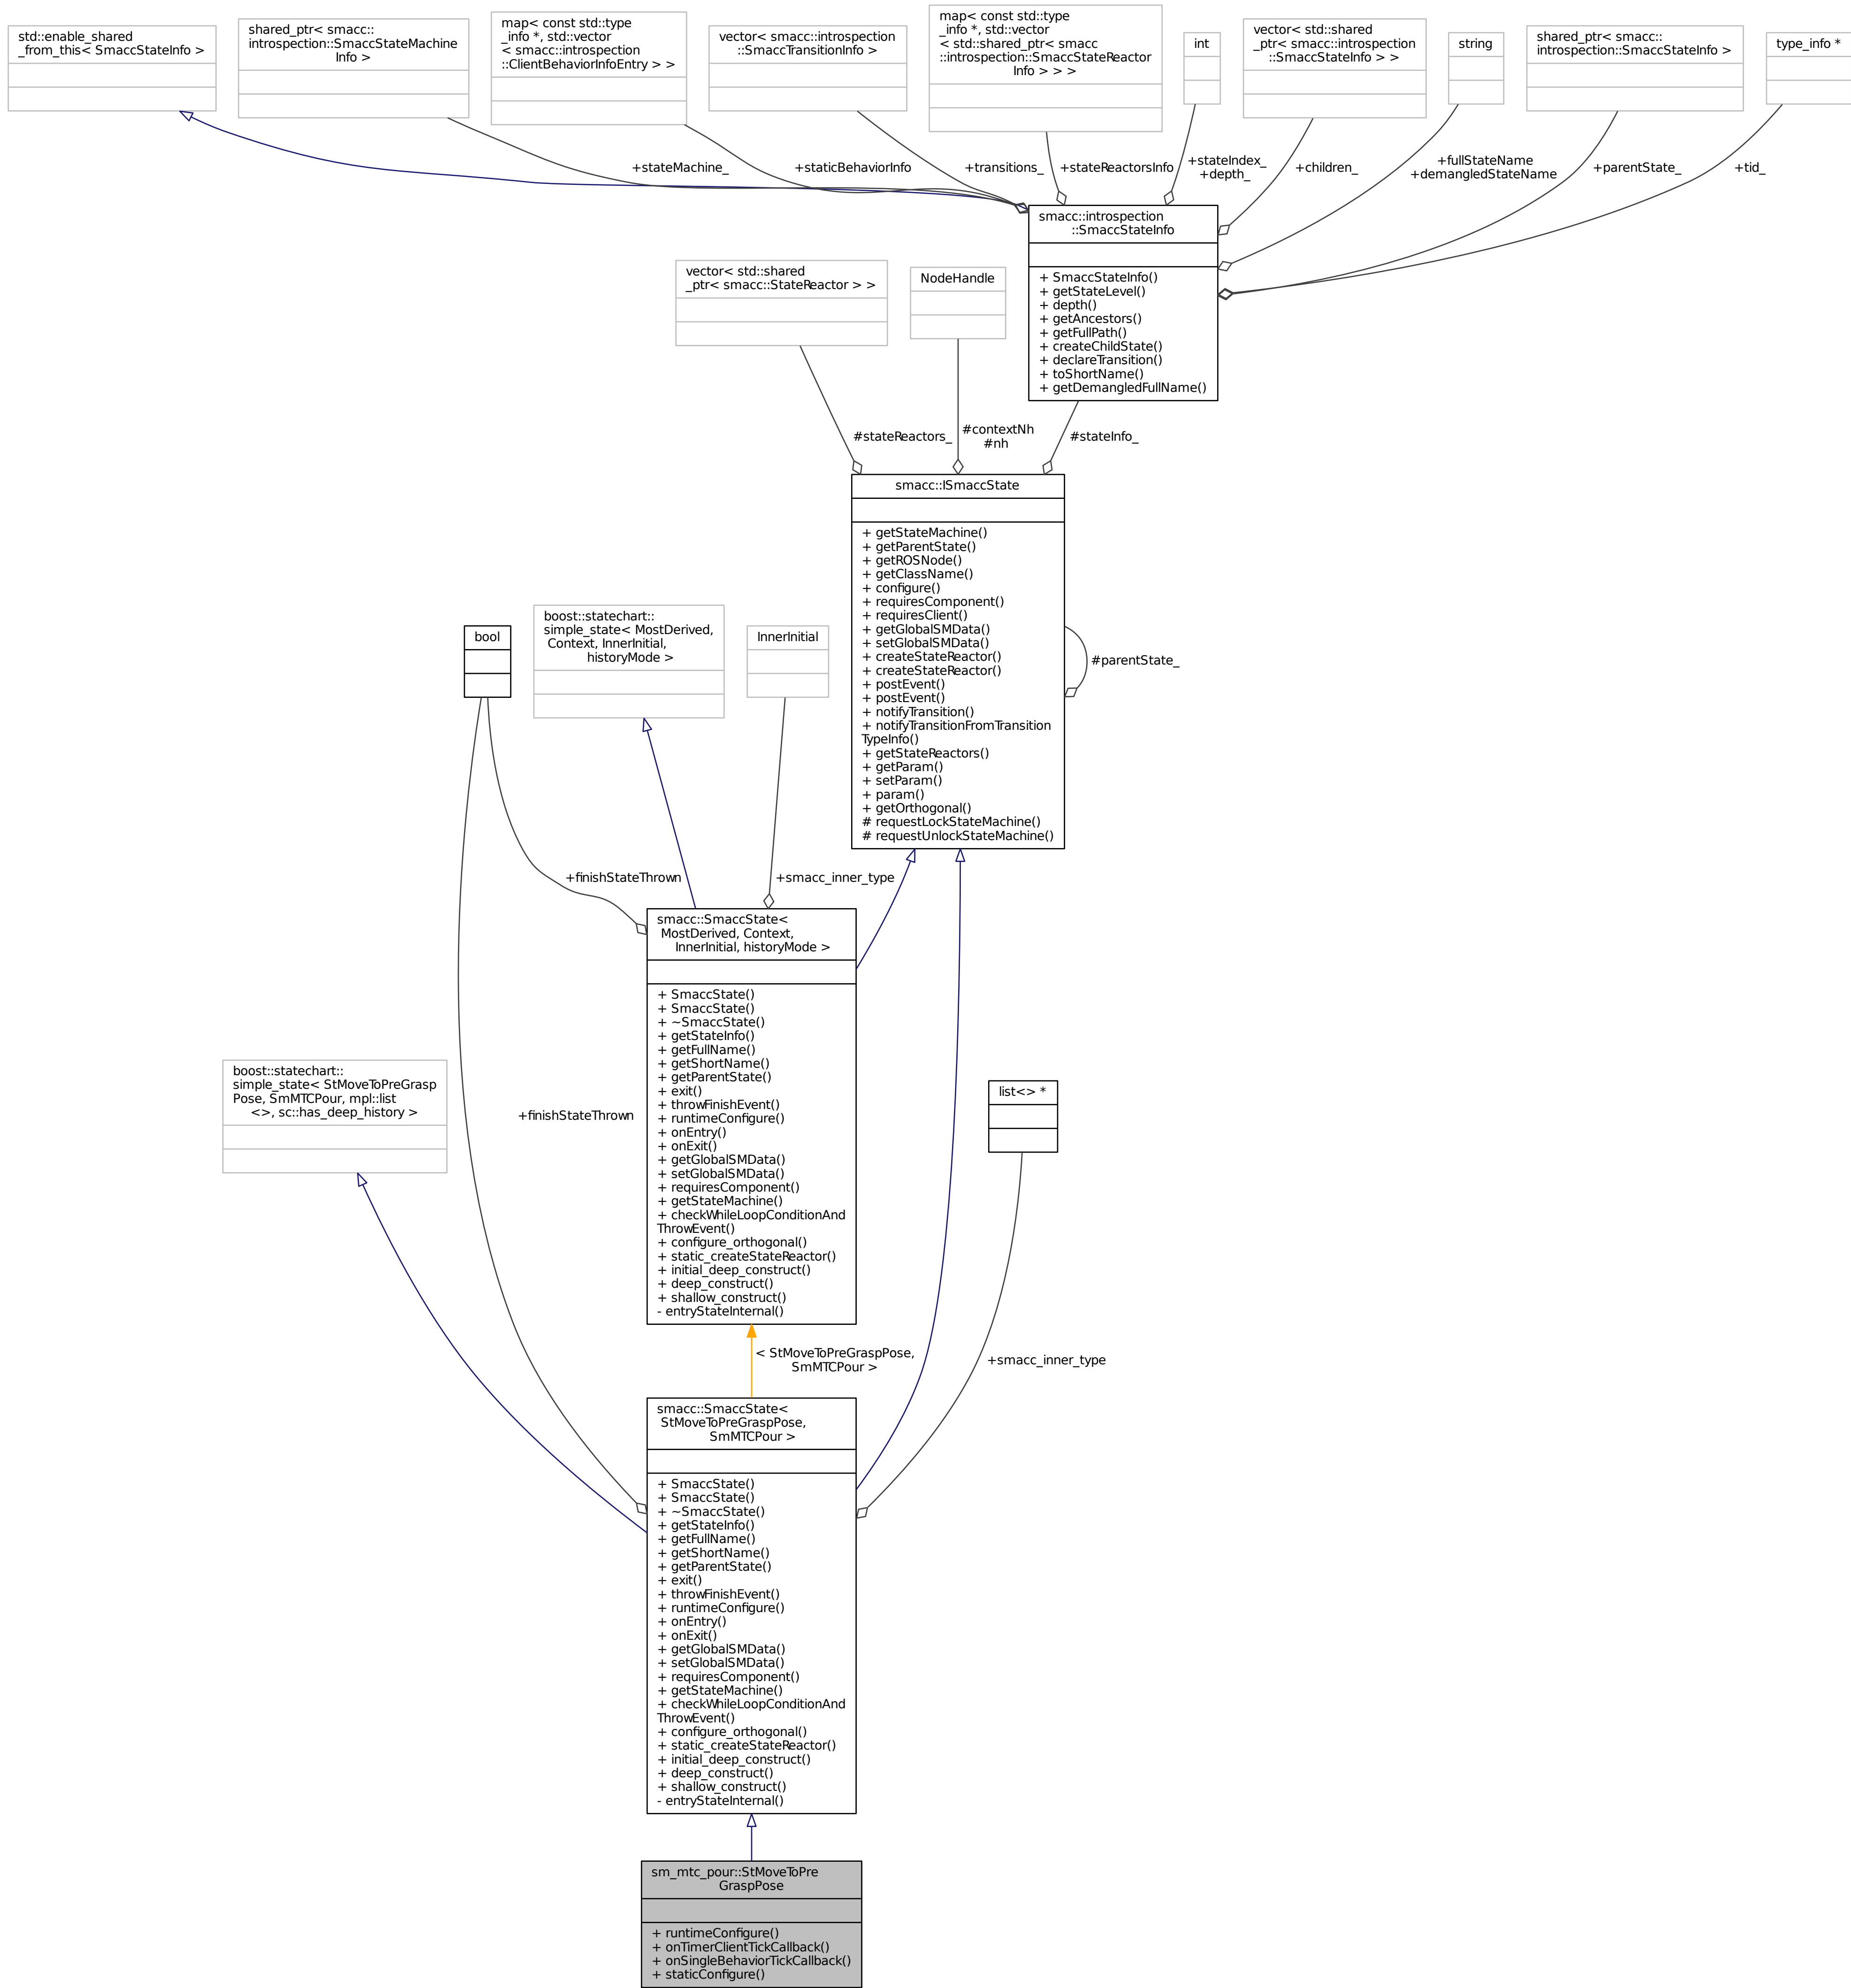 std::enable_shared
_from_this< SmaccStateInfo >
shared_ptr< smacc::
introspection::SmaccStateMachine
Info >
map< const std::type
_info *, std::vector
< smacc::introspection
::ClientBehaviorInfoEntry > >
vector< smacc::introspection
::SmaccTransitionInfo >
map< const std::type
_info *, std::vector
< std::shared_ptr< smacc
::introspection::SmaccStateReactor
Info > > >
int
vector< std::shared
_ptr< smacc::introspection
::SmaccStateInfo > >
string
shared_ptr< smacc::
introspection::SmaccStateInfo >
type_info *
+stateMachine_
+staticBehaviorInfo
+transitions_
+stateReactorsInfo
+stateIndex_
+depth_
+children_
+fullStateName
+demangledStateName
+parentState_
+tid_
smacc::introspection
::SmaccStateInfo
+ SmaccStateInfo()
+ getStateLevel()
+ depth()
+ getAncestors()
+ getFullPath()
+ createChildState()
+ declareTransition()
+ toShortName()
+ getDemangledFullName()
vector< std::shared
_ptr< smacc::StateReactor > >
NodeHandle
#stateReactors_
#contextNh
#nh
#stateInfo_
smacc::ISmaccState
+ getStateMachine()
+ getParentState()
+ getROSNode()
+ getClassName()
+ configure()
+ requiresComponent()
+ requiresClient()
+ getGlobalSMData()
+ setGlobalSMData()
+ createStateReactor()
+ createStateReactor()
+ postEvent()
+ postEvent()
+ notifyTransition()
+ notifyTransitionFromTransition
TypeInfo()
+ getStateReactors()
+ getParam()
+ setParam()
+ param()
+ getOrthogonal()
# requestLockStateMachine()
# requestUnlockStateMachine()
#parentState_
bool
boost::statechart::
simple_state< MostDerived,
Context, InnerInitial,
historyMode >
InnerInitial
+finishStateThrown
+smacc_inner_type
smacc::SmaccState<
MostDerived, Context,
InnerInitial, historyMode >
+ SmaccState()
+ SmaccState()
+ ~SmaccState()
+ getStateInfo()
+ getFullName()
+ getShortName()
+ getParentState()
+ exit()
+ throwFinishEvent()
+ runtimeConfigure()
+ onEntry()
+ onExit()
+ getGlobalSMData()
+ setGlobalSMData()
+ requiresComponent()
+ getStateMachine()
+ checkWhileLoopConditionAnd
ThrowEvent()
+ configure_orthogonal()
+ static_createStateReactor()
+ initial_deep_construct()
+ deep_construct()
+ shallow_construct()
- entryStateInternal()
boost::statechart::
simple_state< StMoveToPreGrasp
Pose, SmMTCPour, mpl::list
<>, sc::has_deep_history >
+finishStateThrown
list<> *
< StMoveToPreGraspPose,
SmMTCPour >
+smacc_inner_type
smacc::SmaccState<
StMoveToPreGraspPose,
SmMTCPour >
+ SmaccState()
+ SmaccState()
+ ~SmaccState()
+ getStateInfo()
+ getFullName()
+ getShortName()
+ getParentState()
+ exit()
+ throwFinishEvent()
+ runtimeConfigure()
+ onEntry()
+ onExit()
+ getGlobalSMData()
+ setGlobalSMData()
+ requiresComponent()
+ getStateMachine()
+ checkWhileLoopConditionAnd
ThrowEvent()
+ configure_orthogonal()
+ static_createStateReactor()
+ initial_deep_construct()
+ deep_construct()
+ shallow_construct()
- entryStateInternal()
sm_mtc_pour::StMoveToPre
GraspPose
+ runtimeConfigure()
+ onTimerClientTickCallback()
+ onSingleBehaviorTickCallback()
+ staticConfigure()